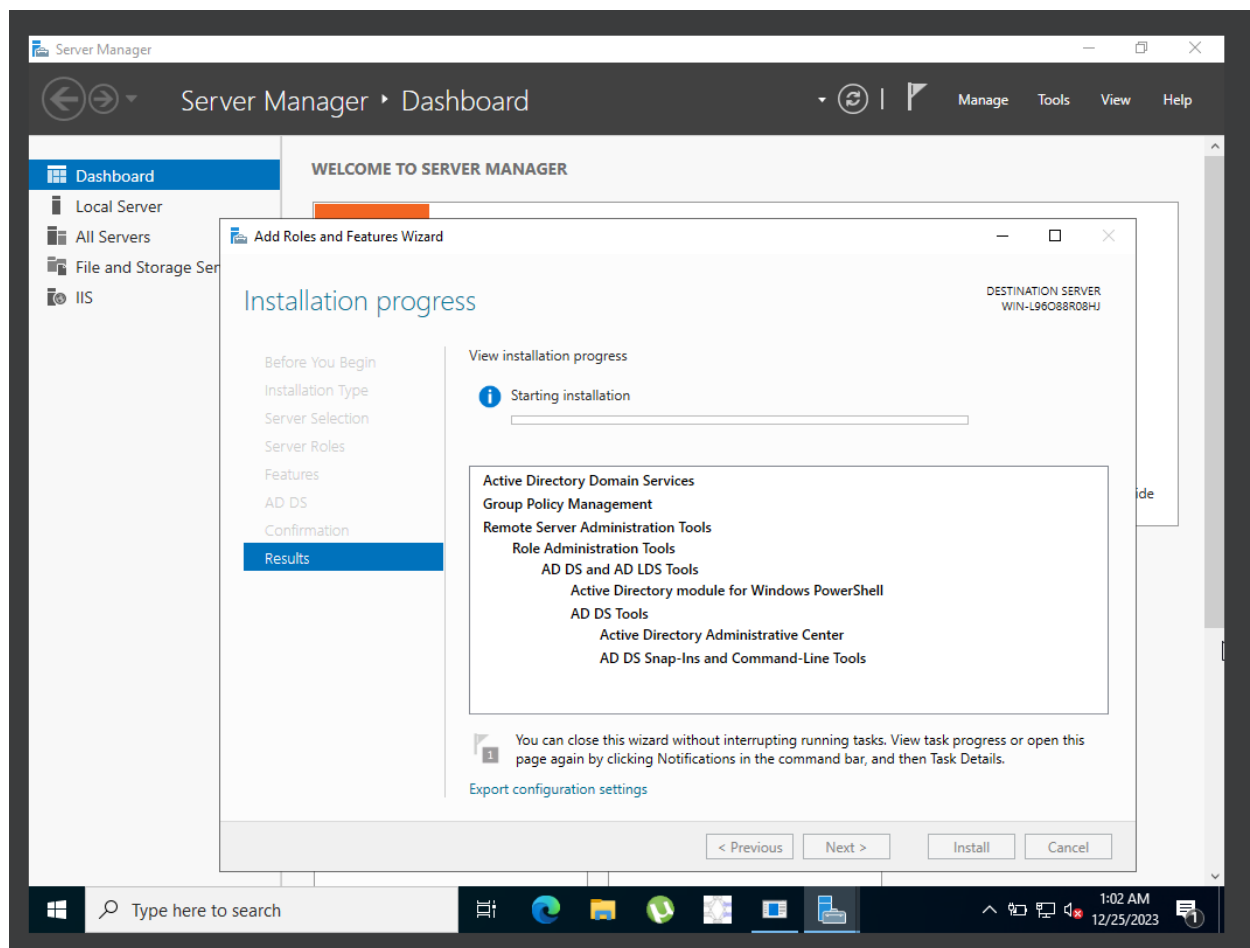 Server Manager
Server Manager Dashboard
Manage Tools View Help
Dashboard
Local Server
All Servers
File and Storage Ser
IIS
WELCOME TO SERVER MANAGER
Add Roles and Features Wizard
Installation progress
DESTINATION SERVER
WIN-L96O88R08HJ
Before You Begin
Installation Type
Server Selection
Server Roles
Features
AD DS
Confirmation
Results
View installation progress
Starting installation
Active Directory Domain Services
Group Policy Management
Remote Server Administration Tools
Role Administration Tools
AD DS and AD LDS Tools
Active Directory module for Windows PowerShell
AD DS Tools
Active Directory Administrative Center
AD DS Snap-Ins and Command-Line Tools
1
You can close this wizard without interrupting running tasks. View task progress or open this
page again by clicking Notifications in the command bar, and then Task Details.
Export configuration settings
< Previous Next > Install Cancel
ide
Type here to search
1:02 AM
12/25/2023
1